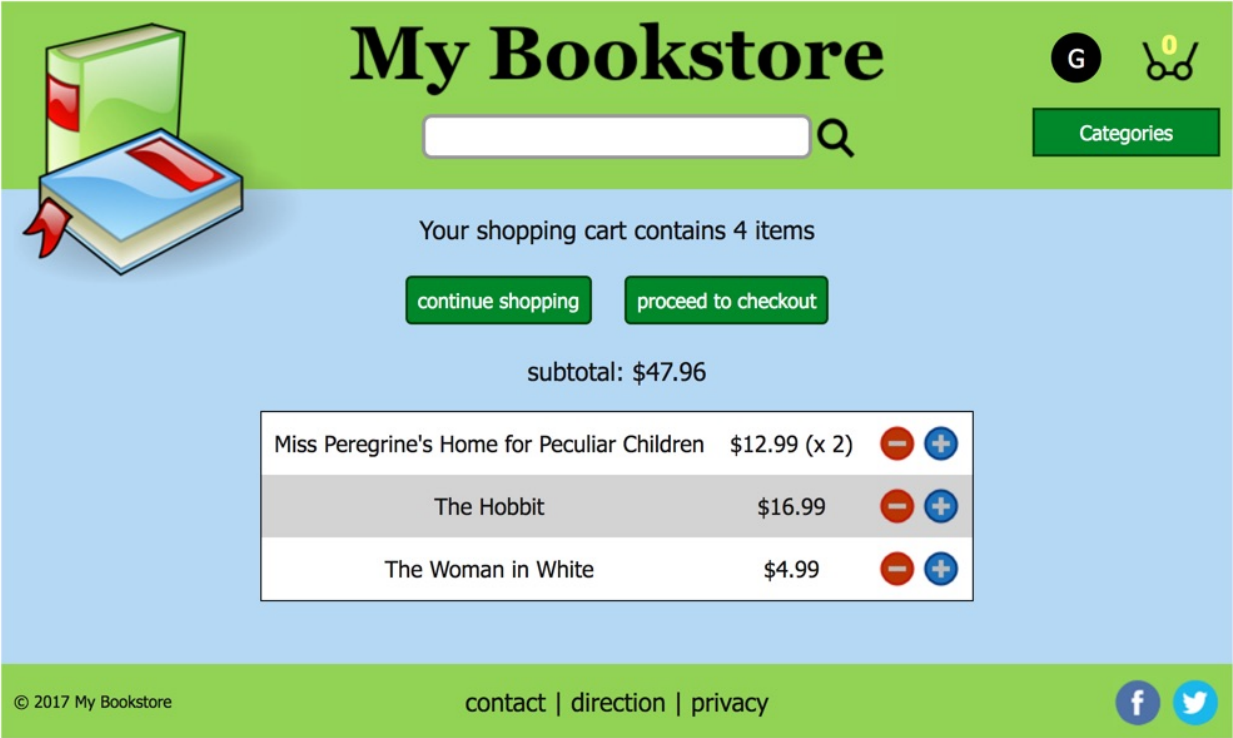 My Bookstore
G
0
Categories
Your shopping cart contains 4 items
continue shopping
proceed to checkout
subtotal: $47.96
Miss Peregrine's Home for Peculiar Children $12.99 (x 2)
The Hobbit $16.99
The Woman in White $4.99
© 2017 My Bookstore
contact | direction | privacy
f